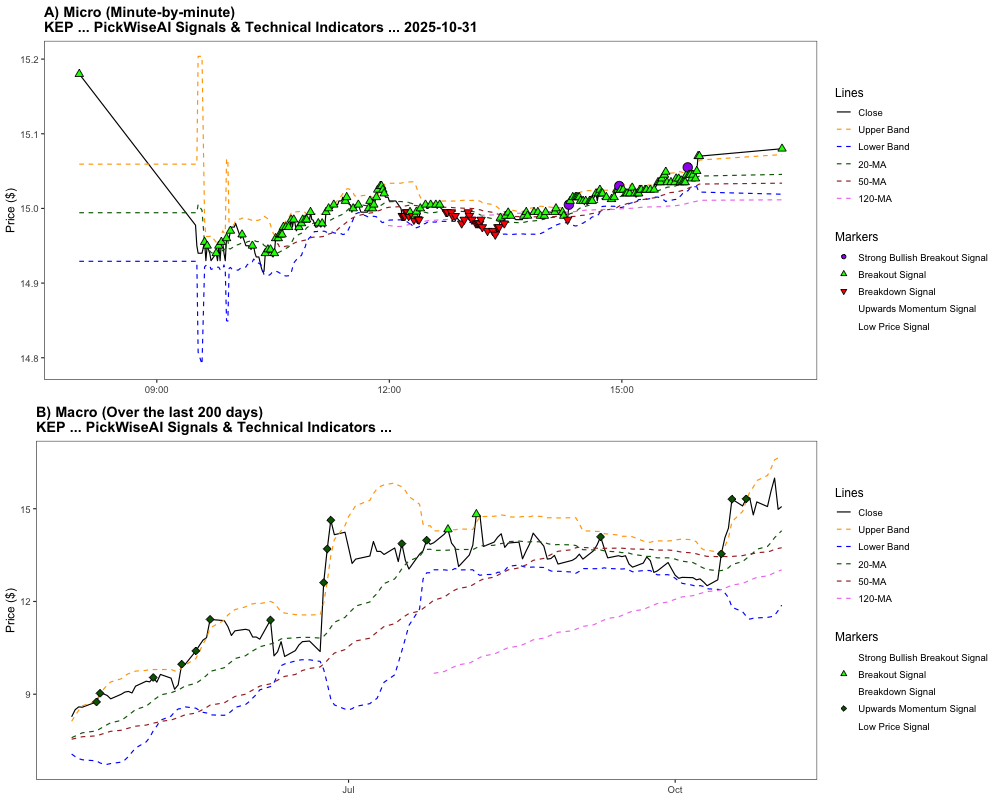 A) Micro (Minute-by-minute)
KEP ... PickWiseAI Signals & Technical Indicators ... 2025-10-31
Price ($)
15.2
15.1
15.0
14.9
14.8
09:00
12:00
15:00
Lines
Close
Upper Band
Lower Band
20-MA
50-MA
120-MA
Markers
Strong Bullish Breakout Signal
Breakout Signal
Breakdown Signal
Upwards Momentum Signal
Low Price Signal
B) Macro (Over the last 200 days)
KEP ... PickWiseAI Signals & Technical Indicators ...
Price ($)
15
12
9
Jul
Oct
Lines
Close
Upper Band
Lower Band
20-MA
50-MA
120-MA
Markers
Strong Bullish Breakout Signal
Breakout Signal
Breakdown Signal
Upwards Momentum Signal
Low Price Signal